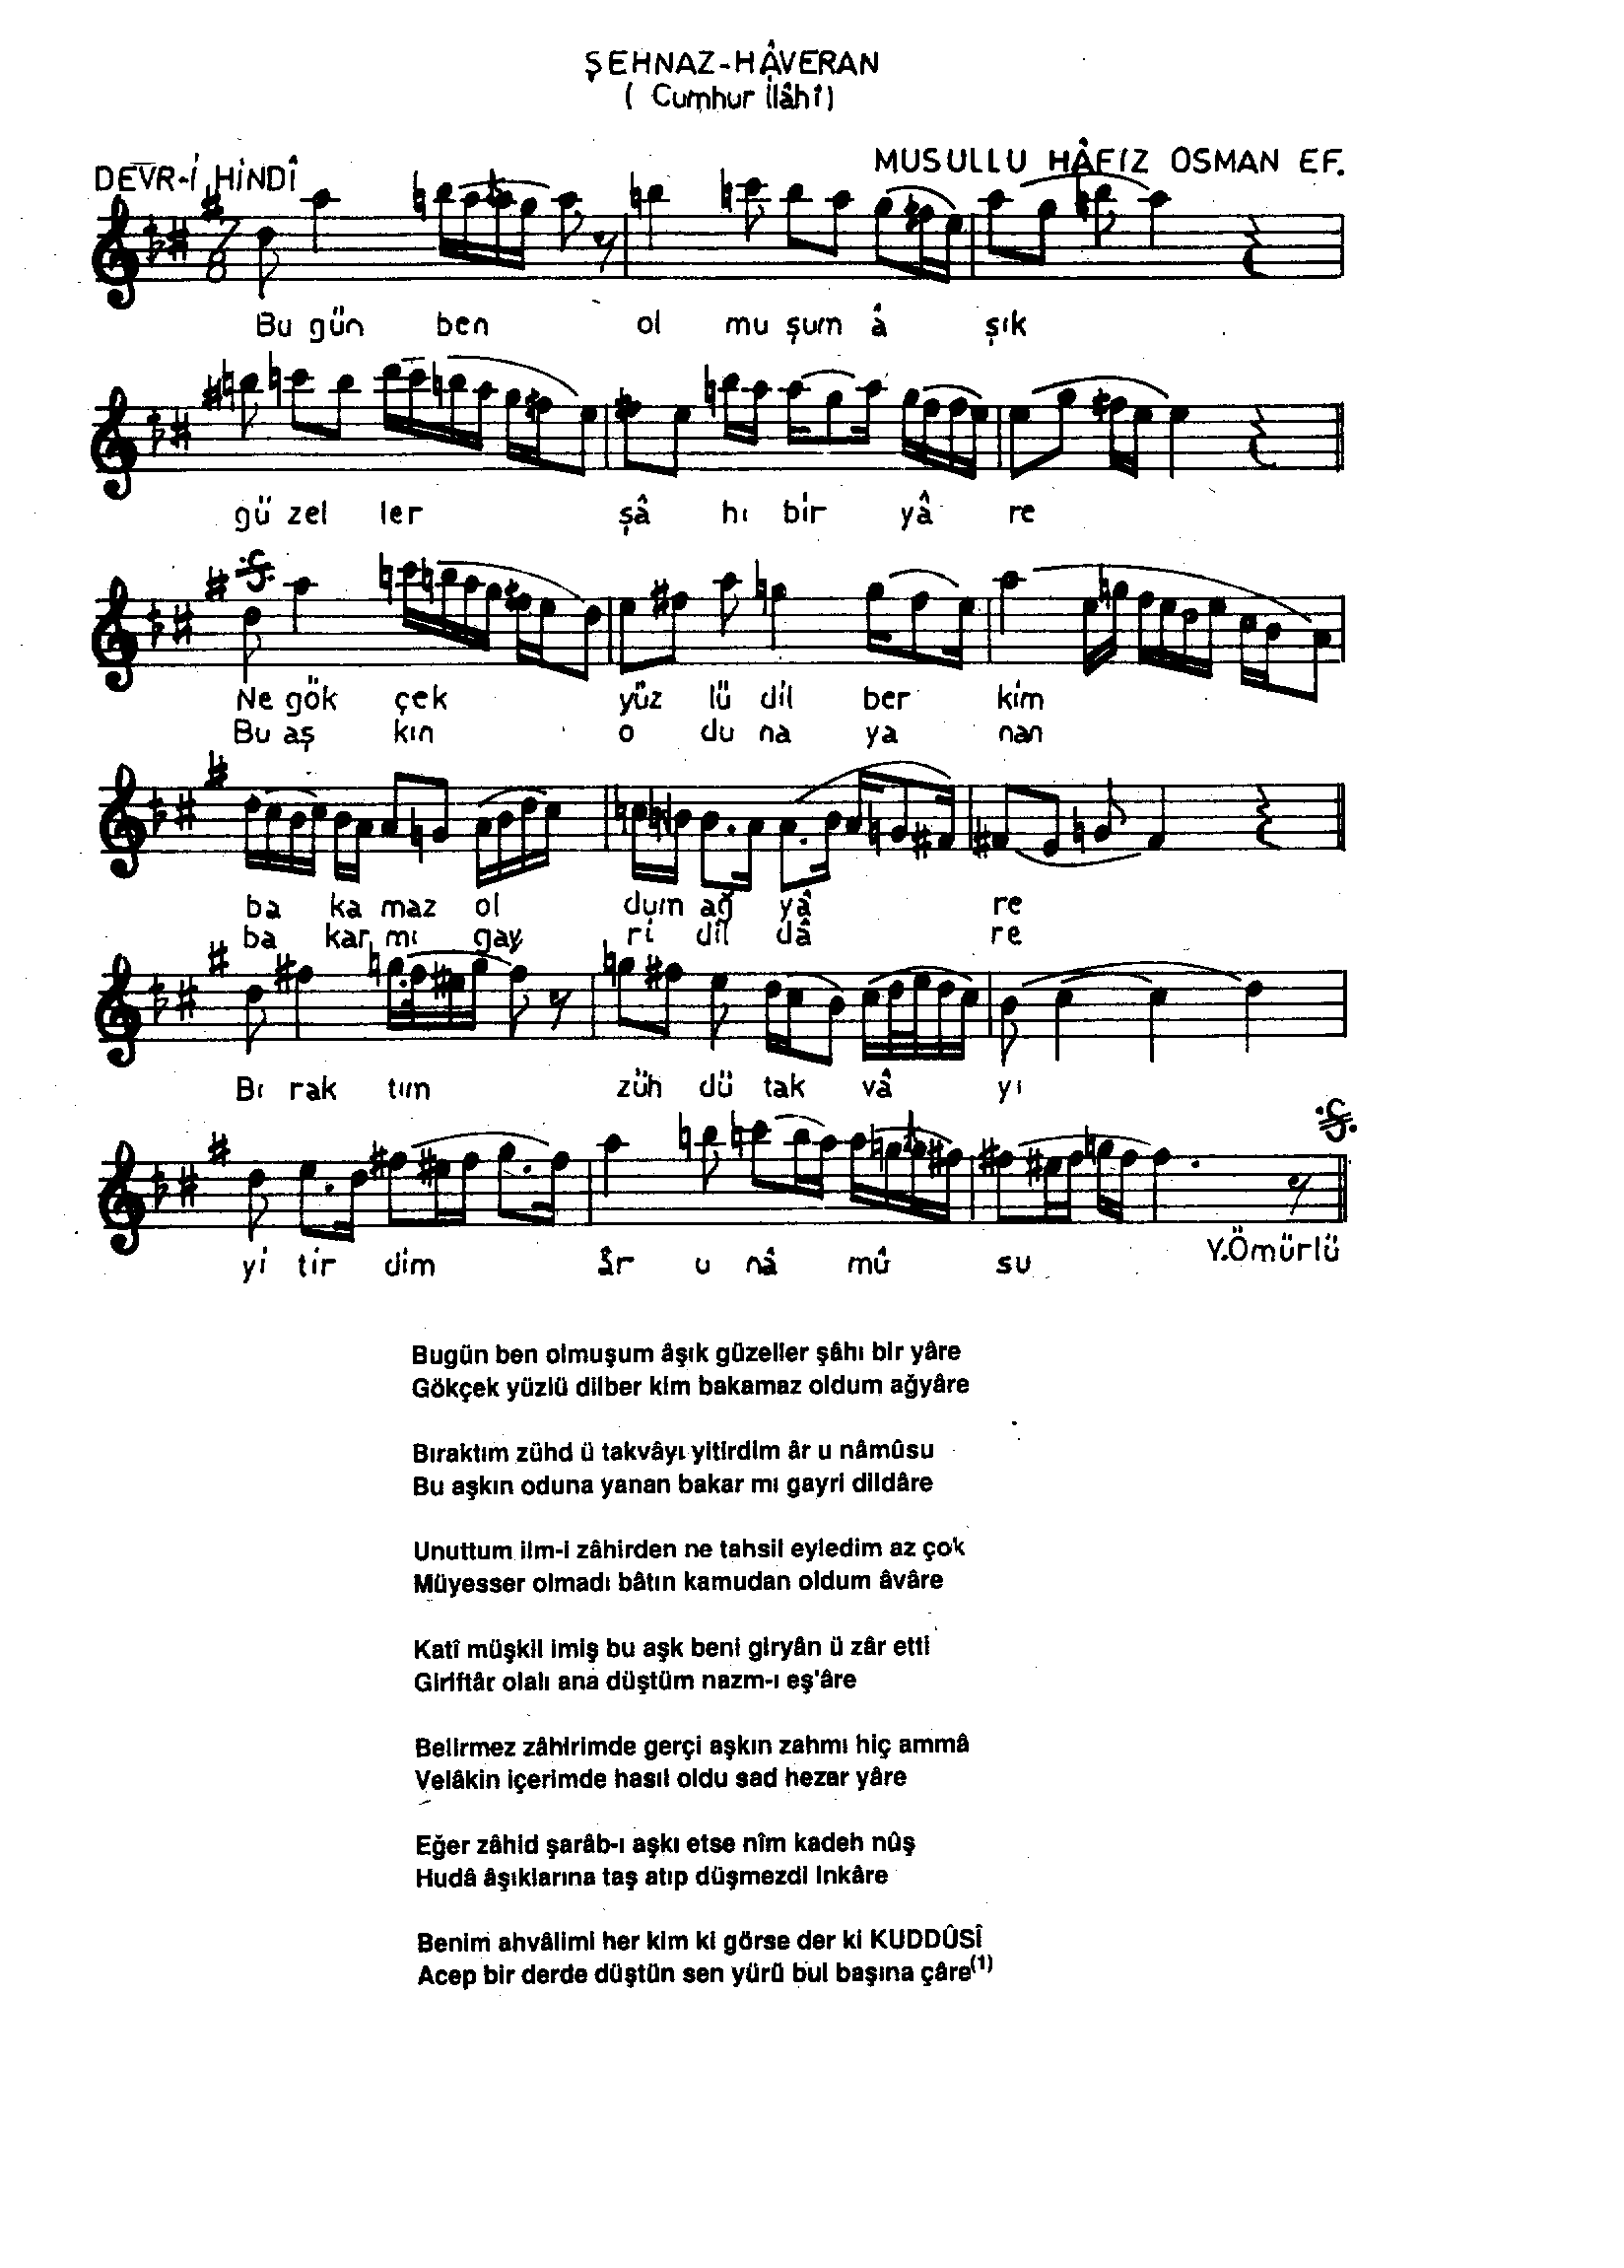 ŞEHNAZ-HÂVERAN
( Cumhur İlâhî)
MUSULLU HÂFIZ OSMAN EF.
DEVR-İ HİNDÎ
7
8
Bu gün ben ol mu şum â şık
gü zel ler şâ hı bir yâ re
Ne gök çek yüz lü dil ber kim
Bu aş kın o du na ya nan
ba ka maz ol dum ağ yâ re
ba kar mı gay ri dil dâ re
Bı rak tım züh dü tak vâ yı
yi tir dim âr u nâ mû su
Y.Ömürlü
Bugün ben olmuşum âşık güzeller şâhı bir yâre
Gökçek yüzlü dilber kim bakamaz oldum ağyâre
Bıraktım zühd ü takvâyı yitirdim âr u nâmûsu
Bu aşkın oduna yanan bakar mı gayri dildâre
Unuttum ilm-i zâhirden ne tahsil eyledim az çok
Müyesser olmadı bâtın kamudan oldum âvâre
Katî müşkil imiş bu aşk beni giryân ü zâr etti
Giriftâr olalı ana düştüm nazm-ı eş'âre
Belirmez zâhirimde gerçi aşkın zahmı hiç ammâ
Velâkin içerimde hasıl oldu sad hezar yâre
Eğer zâhid şarâb-ı aşkı etse nîm kadeh nûş
Hudâ âşıklarına taş atıp düşmezdi inkâre
Benim ahvâlimi her kim ki görse der ki KUDDÛSÎ
Acep bir derde düştün sen yürü bul başına çâre(1)